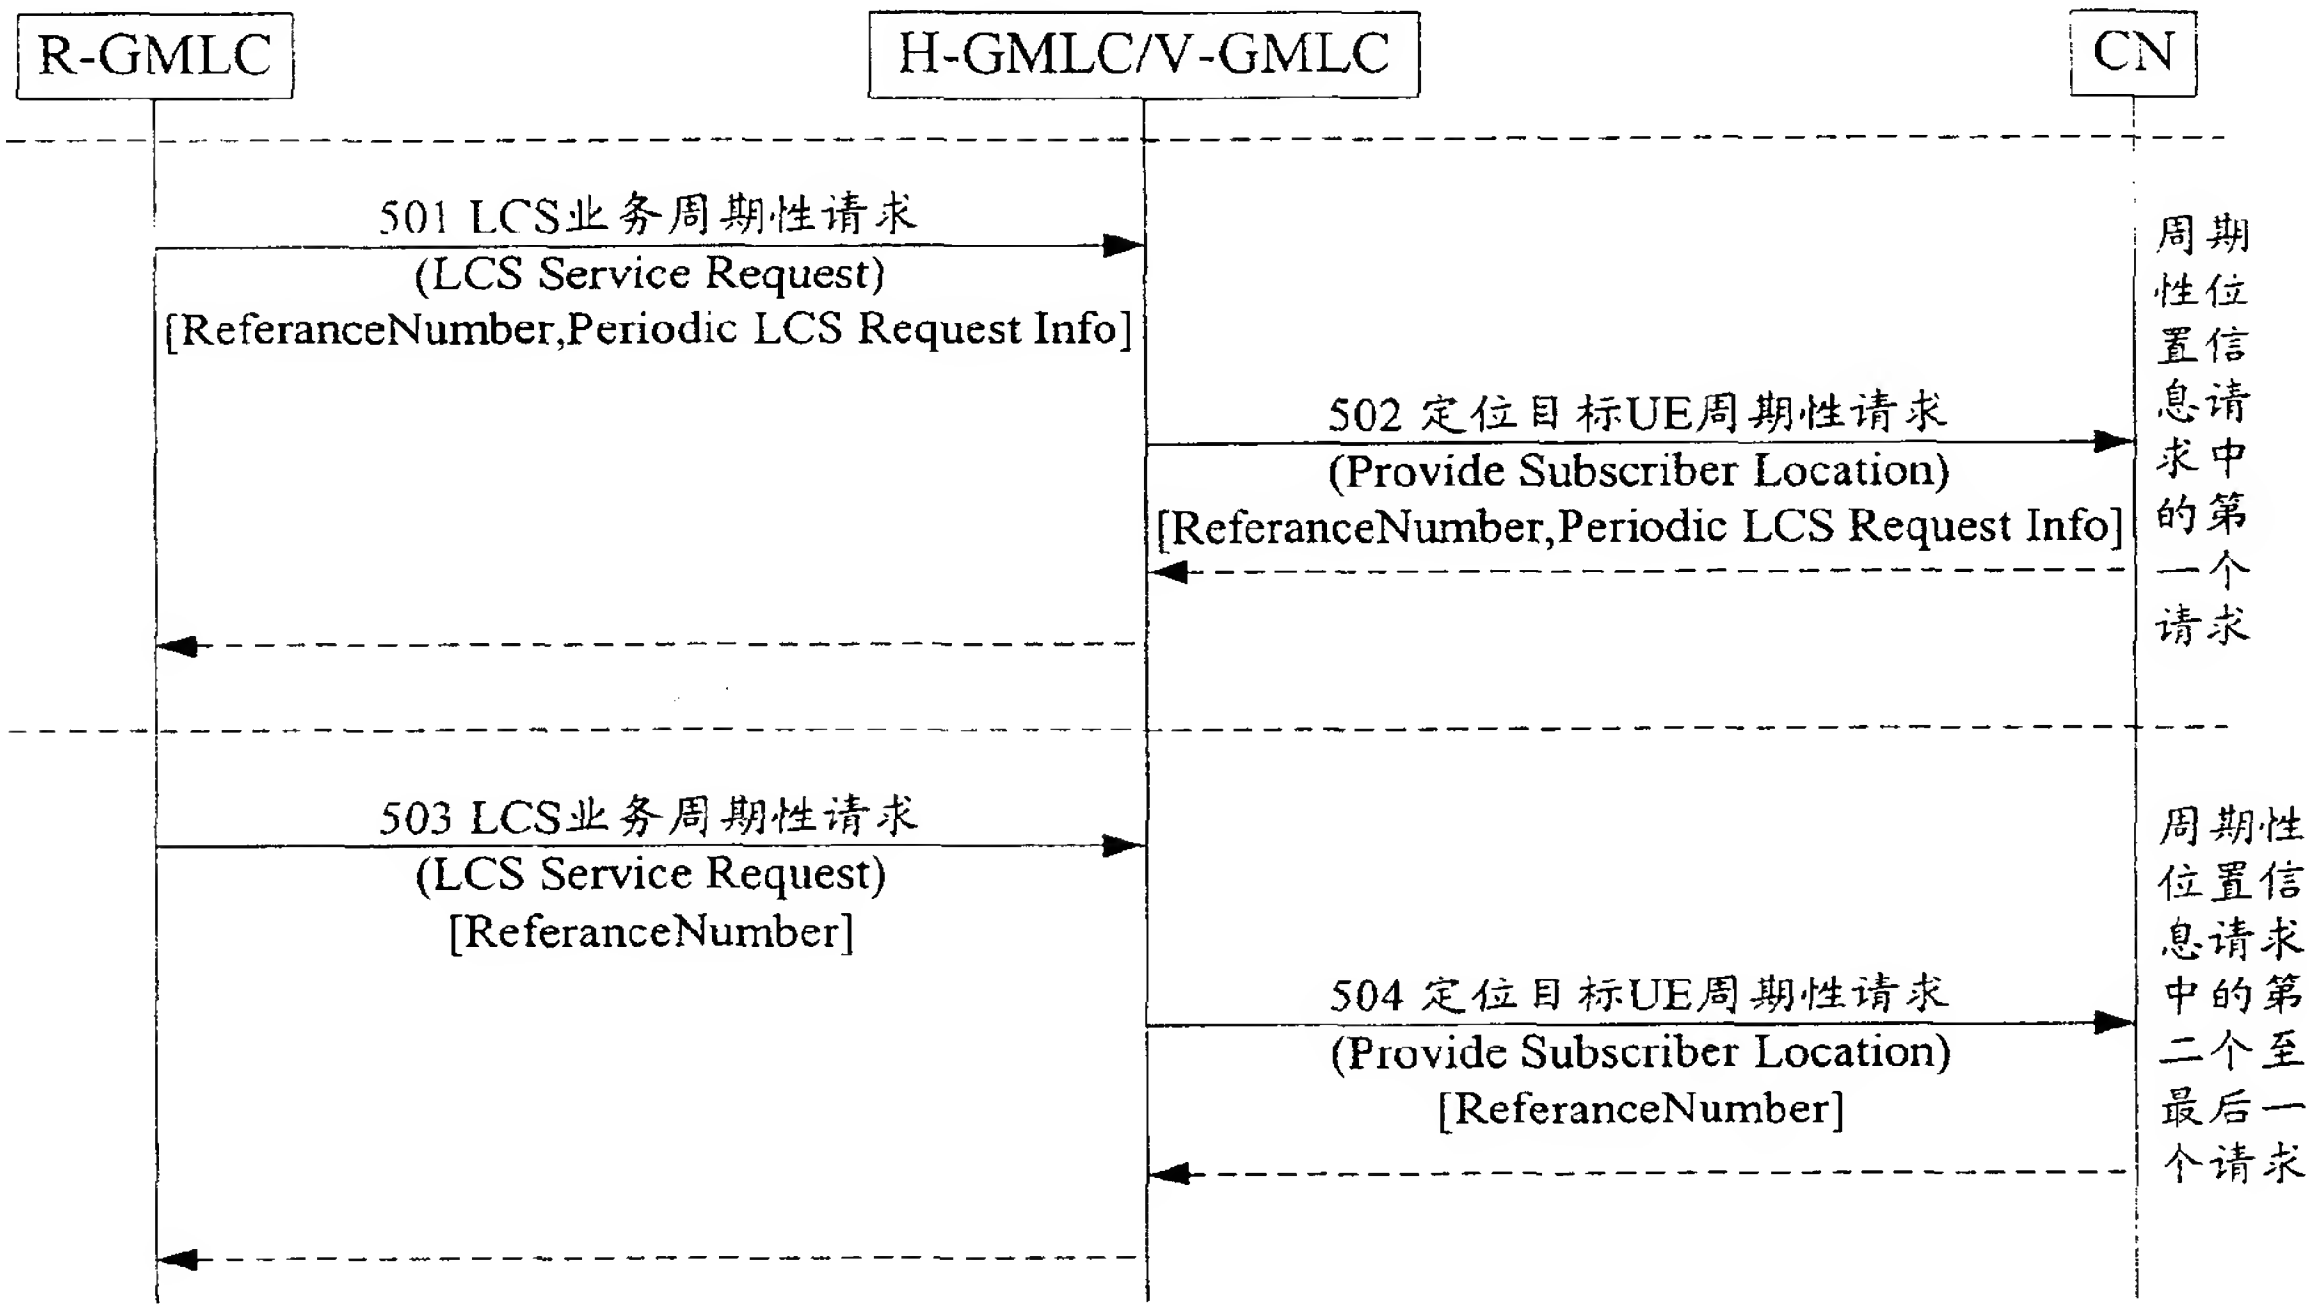 R-GMLC
H-GMLC/V-GMLC
CN
501 LCS业务周期性请求
(LCS Service Request)
[ReferanceNumber,Periodic LCS Request Info]
502 定位目标UE周期性请求
(Provide Subscriber Location)
[ReferanceNumber,Periodic LCS Request Info]
周期
性位
置信
息请
求中
的第
一个
请求
503 LCS业务周期性请求
(LCS Service Request)
[ReferanceNumber]
504 定位目标UE周期性请求
(Provide Subscriber Location)
[ReferanceNumber]
周期性
位置信
息请求
中的第
二个至
最后一
个请求